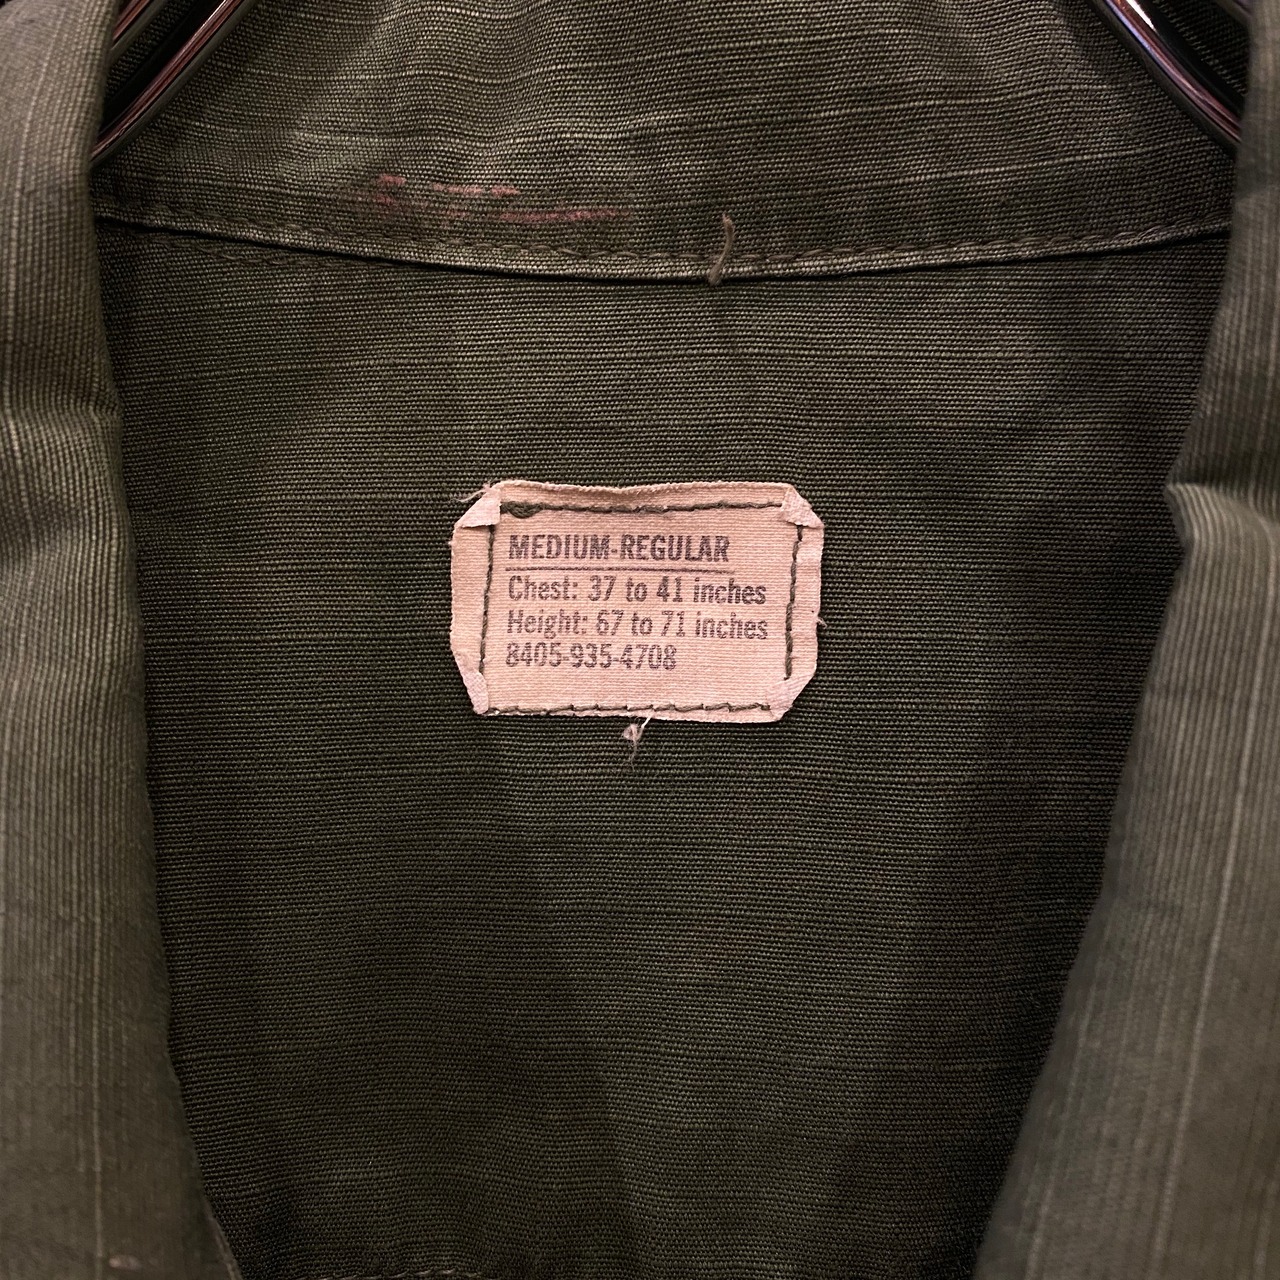 MEDIUM-REGULAR
Chest: 37 to 41 inches
Height: 67 to 71 inches
8405-935-4708